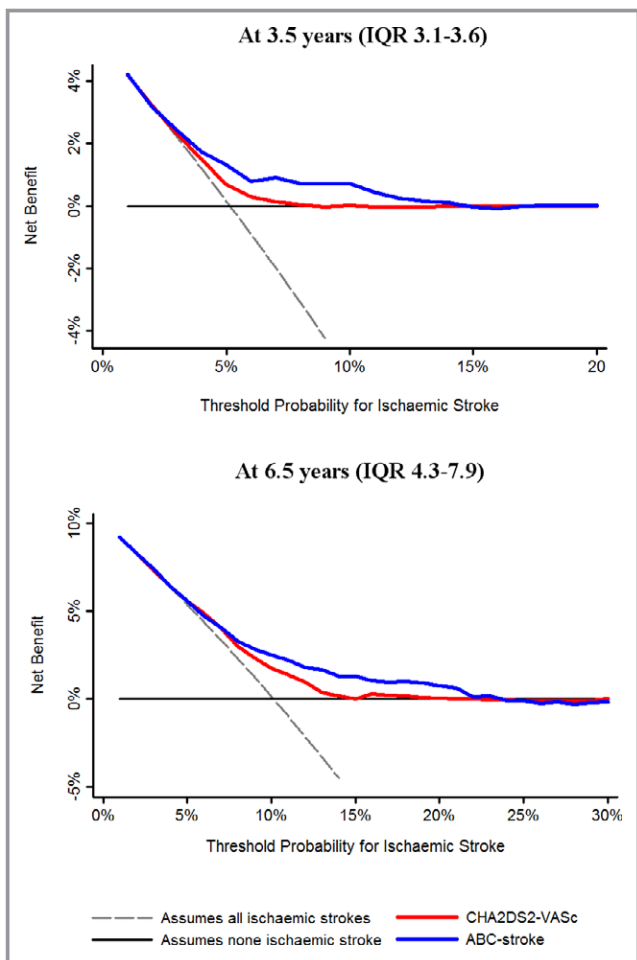 At 3.5 years (IQR 3.1-3.6)
4%
2%
0%
-2%
-4%
Net Benefit
0%
5%
10%
15%
20
Threshold Probability for Ischaemic Stroke
At 6.5 years (IQR 4.3-7.9)
10%
5%
0%
-5%
Net Benefit
0%
5%
10%
15%
20%
25%
30%
Threshold Probability for Ischaemic Stroke
Assumes all ischaemic strokes
CHA2DS2-VASc
Assumes none ischaemic stroke
ABC-stroke